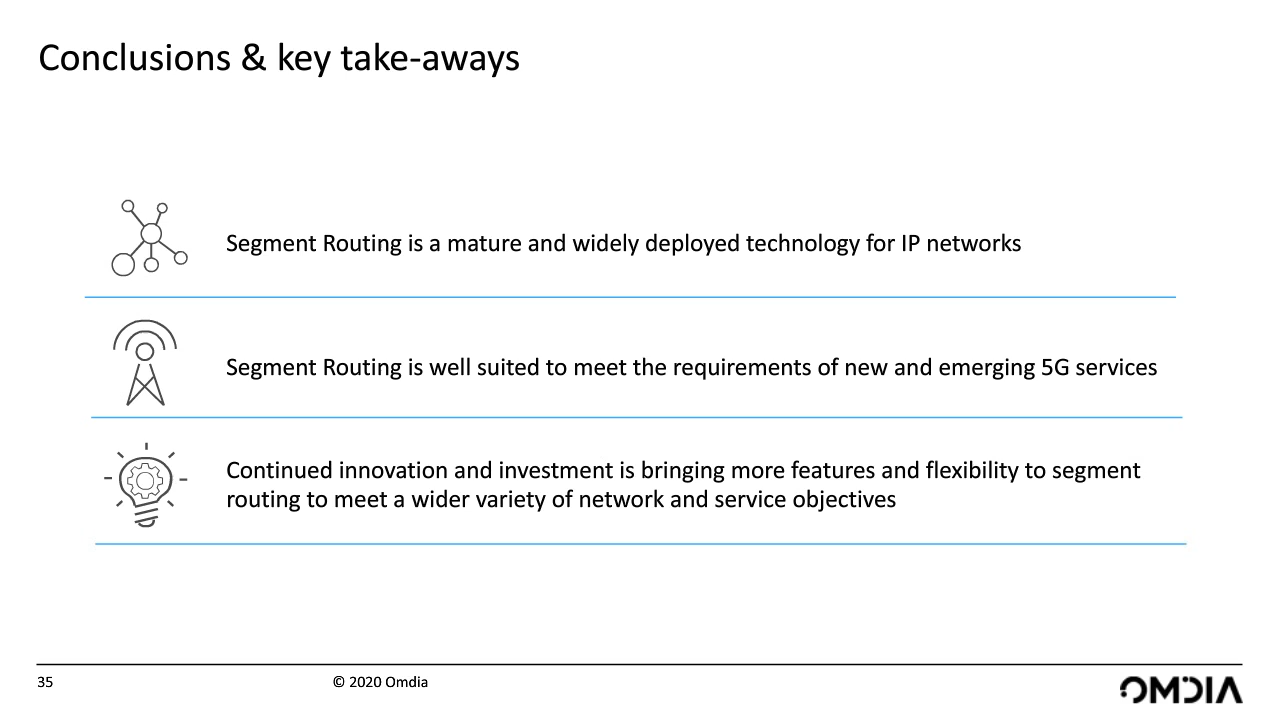 Conclusions & key take-aways
Segment Routing is a mature and widely deployed technology for IP networks
Segment Routing is well suited to meet the requirements of new and emerging 5G services
Continued innovation and investment is bringing more features and flexibility to segment
routing to meet a wider variety of network and service objectives
35
© 2020 Omdia
OMDIA